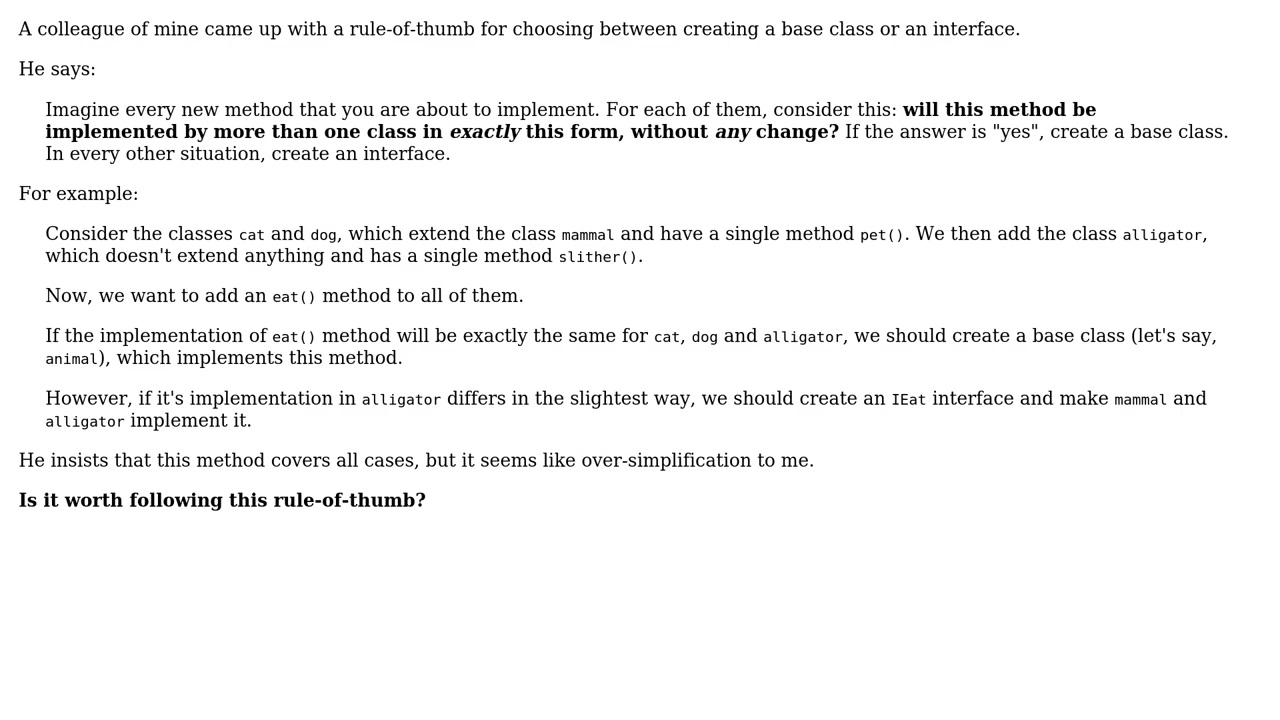 A colleague of mine came up with a rule-of-thumb for choosing between creating a base class or an interface.
He says:
Imagine every new method that you are about to implement. For each of them, consider this: will this method be
implemented by more than one class in exactly this form, without any change? If the answer is "yes", create a base class.
In every other situation, create an interface.
For example:
Consider the classes cat and dog, which extend the class mammal and have a single method pet(). We then add the class alligator,
which doesn't extend anything and has a single method slither().
Now, we want to add an eat() method to all of them.
If the implementation of eat() method will be exactly the same for cat, dog and alligator, we should create a base class (let's say,
animal), which implements this method.
However, if it's implementation in alligator differs in the slightest way, we should create an IEat interface and make mammal and
alligator implement it.
He insists that this method covers all cases, but it seems like over-simplification to me.
Is it worth following this rule-of-thumb?